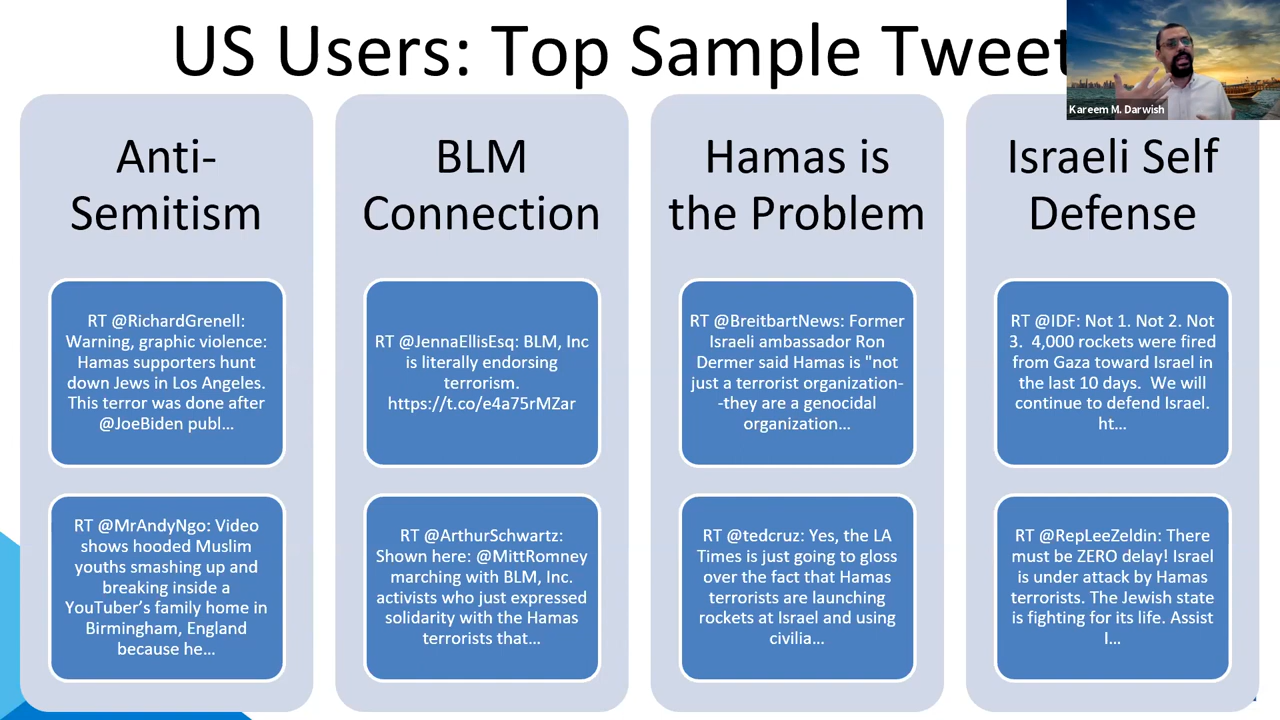 US Users: Top Sample Tweet
Kareem M. Darwish
Anti-
Semitism
RT @RichardGrenell:
Warning, graphic violence:
Hamas supporters hunt
down Jews in Los Angeles.
This terror was done after
@JoeBiden publ…
RT @MrAndyNgo: Video
shows hooded Muslim
youths smashing up and
breaking inside a
YouTuber’s family home in
Birmingham, England
because he…
BLM
Connection
RT @JennaEllisEsq: BLM, Inc
is literally endorsing
terrorism.
https://t.co/e4a75rMZar
RT @ArthurSchwartz:
Shown here: @MittRomney
marching with BLM, Inc.
activists who just expressed
solidarity with the Hamas
terrorists that…
Hamas is
the Problem
RT @BreitbartNews: Former
Israeli ambassador Ron
Dermer said Hamas is "not
just a terrorist organization-
-they are a genocidal
organization…
RT @tedcruz: Yes, the LA
Times is just going to gloss
over the fact that Hamas
terrorists are launching
rockets at Israel and using
civilia…
Israeli Self
Defense
RT @IDF: Not 1. Not 2. Not
3.  4,000 rockets were fired
from Gaza toward Israel in
the last 10 days.  We will
continue to defend Israel.
ht…
RT @RepLeeZeldin: There
must be ZERO delay! Israel
is under attack by Hamas
terrorists. The Jewish state
is fighting for its life. Assist
I…